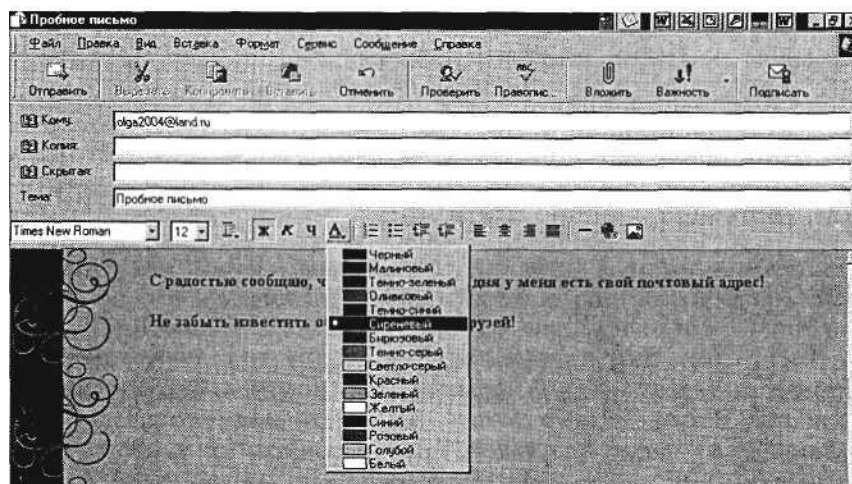 Пробное письмо
Файл Правка Вид Вставка Формат Сервис Сообщение Справка
Отправить Вырезать Копировать Вставить Отменить Проверить Правопис... Вложить Важность Подписать
Кому: olga2004@land.ru
Копия:
Скрытая:
Тема: Пробное письмо
Times New Roman 12 Ж К Ч А
С радостью сообщаю, ч дня у меня есть свой почтовый адрес!
Не забыть известить о рузей!
Черный
Малиновый
Темно-зеленый
Оливковый
Темно-синий
Сиреневый
Бирюзовый
Темно-серый
Светло-серый
Красный
Зеленый
Желтый
Синий
Розовый
Голубой
Белый